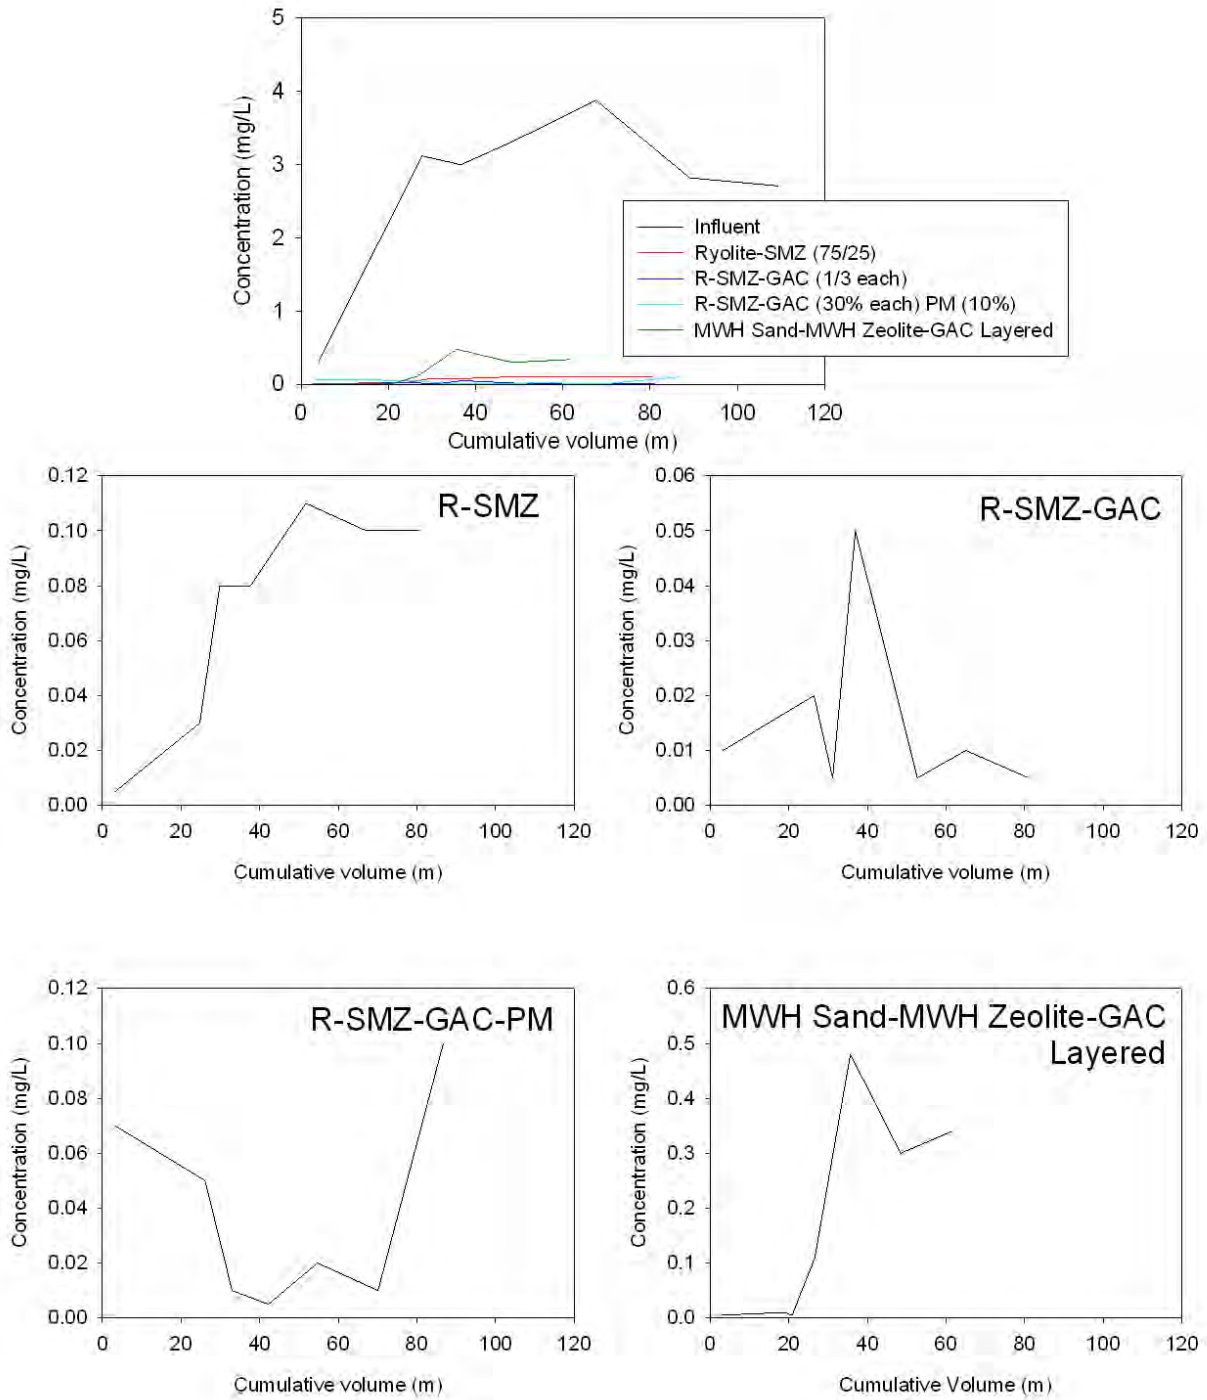 5
4
3
2
1
0
Concentration (mg/L)
Influent
Ryolite-SMZ (75/25)
R-SMZ-GAC (1/3 each)
R-SMZ-GAC (30% each) PM (10%)
MWH Sand-MWH Zeolite-GAC Layered
0 20 40 60 80 100 120
Cumulative volume (m)
R-SMZ
0.12
0.10
0.08
0.06
0.04
0.02
0.00
Concentration (mg/L)
0 20 40 60 80 100 120
Cumulative volume (m)
R-SMZ-GAC
0.06
0.05
0.04
0.03
0.02
0.01
0.00
Concentration (mg/L)
0 20 40 60 80 100 120
Cumulative volume (m)
R-SMZ-GAC-PM
0.12
0.10
0.08
0.06
0.04
0.02
0.00
Concentration (mg/L)
0 20 40 60 80 100 120
Cumulative volume (m)
MWH Sand-MWH Zeolite-GAC
Layered
0.6
0.5
0.4
0.3
0.2
0.1
0.0
Concentration (mg/L)
0 20 40 60 80 100 120
Cumulative Volume (m)